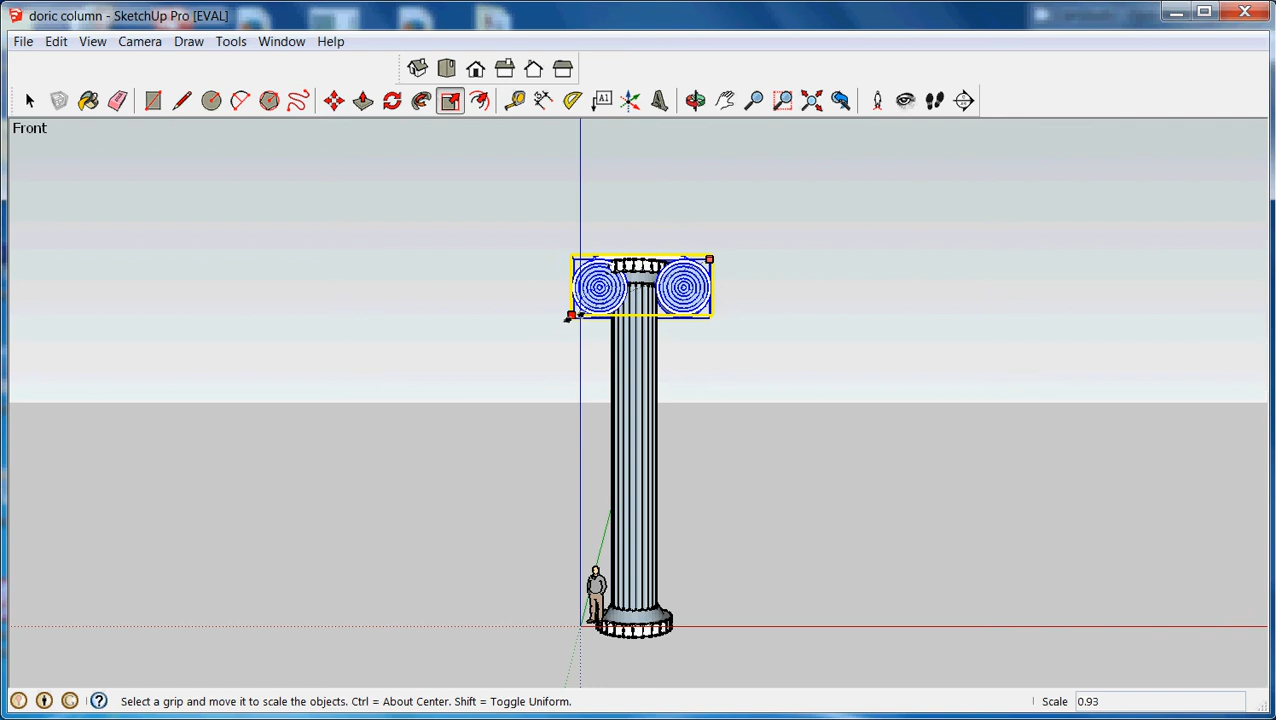 doric column - SketchUp Pro [EVAL]
File Edit View Camera Draw Tools Window Help
A1
Front
Select a grip and move it to scale the objects. Ctrl = About Center. Shift = Toggle Uniform. Scale 0.93